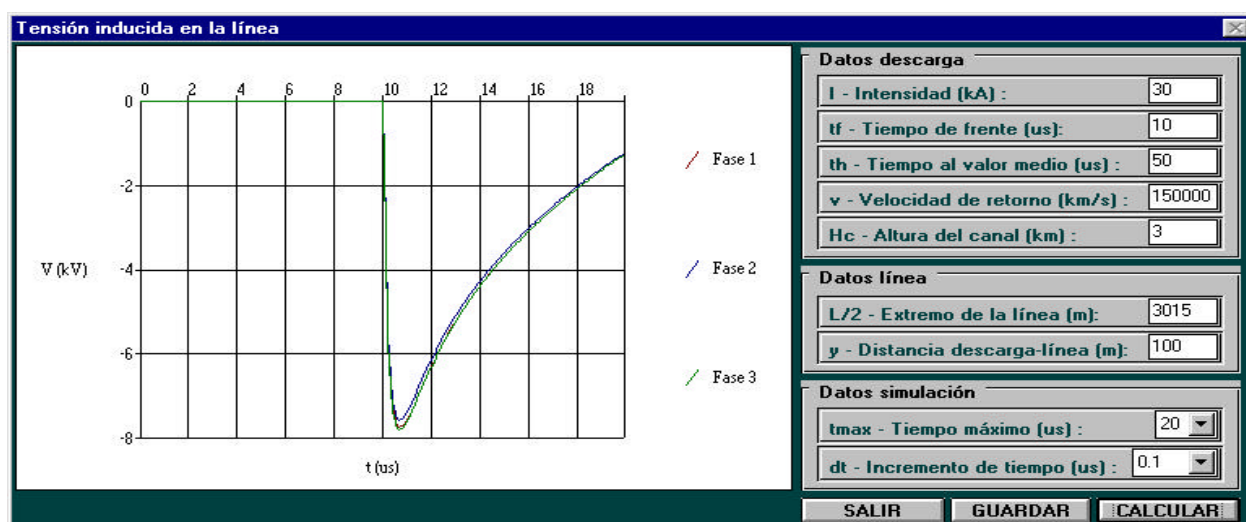 Tensión inducida en la línea
0 2 4 6 8 10 12 14 16 18
0
-2
-4
-6
-8
V (kV)
t (us)
Fase 1
Fase 2
Fase 3
Datos descarga
I - Intensidad (kA) : 30
tf - Tiempo de frente (us): 10
th - Tiempo al valor medio (us) : 50
v - Velocidad de retorno (km/s) : 150000
Hc - Altura del canal (km) : 3
Datos línea
L/2 - Extremo de la línea (m): 3015
y - Distancia descarga-línea (m): 100
Datos simulación
tmax - Tiempo máximo (us) : 20
dt - Incremento de tiempo (us) : 0.1
SALIR GUARDAR CALCULAR